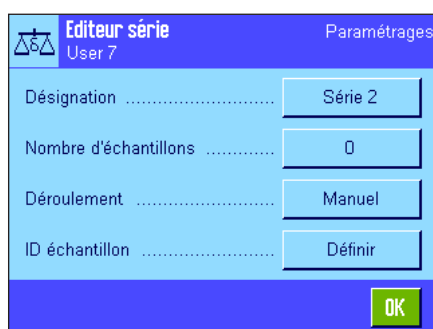 Editeur série
Paramétrages
User 7
Désignation ........................... Série 2
Nombre d'échantillons ............ 0
Déroulement ......................... Manuel
ID échantillon ........................ Définir
OK